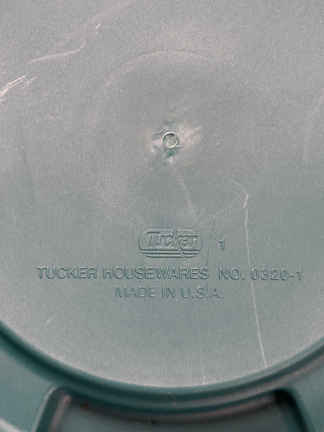 Tucker 1
TUCKER HOUSEWARES NO. 0320-1
MADE IN U.S.A.